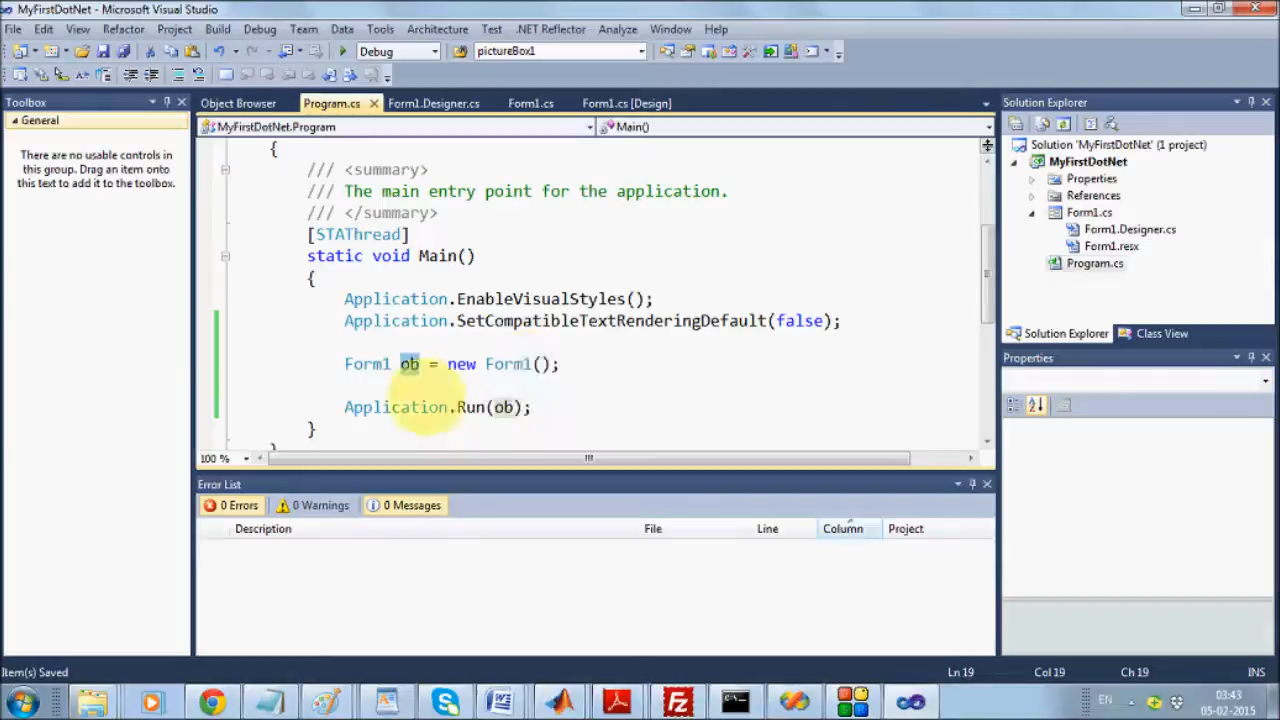 MyFirstDotNet - Microsoft Visual Studio
File Edit View Refactor Project Build Debug Team Data Tools Architecture Test .NET Reflector Analyze Window Help
Debug pictureBox1
Toolbox
General
There are no usable controls in
this group. Drag an item onto
this text to add it to the toolbox.
Object Browser Program.cs Form1.Designer.cs Form1.cs Form1.cs [Design]
MyFirstDotNet.Program Main()
{
/// <summary>
/// The main entry point for the application.
/// </summary>
[STAThread]
static void Main()
{
Application.EnableVisualStyles();
Application.SetCompatibleTextRenderingDefault(false);
Form1 ob = new Form1();
Application.Run(ob);
}
100 %
Error List
0 Errors 0 Warnings 0 Messages
Description File Line Column Project
Solution Explorer
Solution 'MyFirstDotNet' (1 project)
MyFirstDotNet
Properties
References
Form1.cs
Form1.Designer.cs
Form1.resx
Program.cs
Solution Explorer Class View
Properties
Item(s) Saved Ln 19 Col 19 Ch 19 INS
EN 03:43
05-02-2015